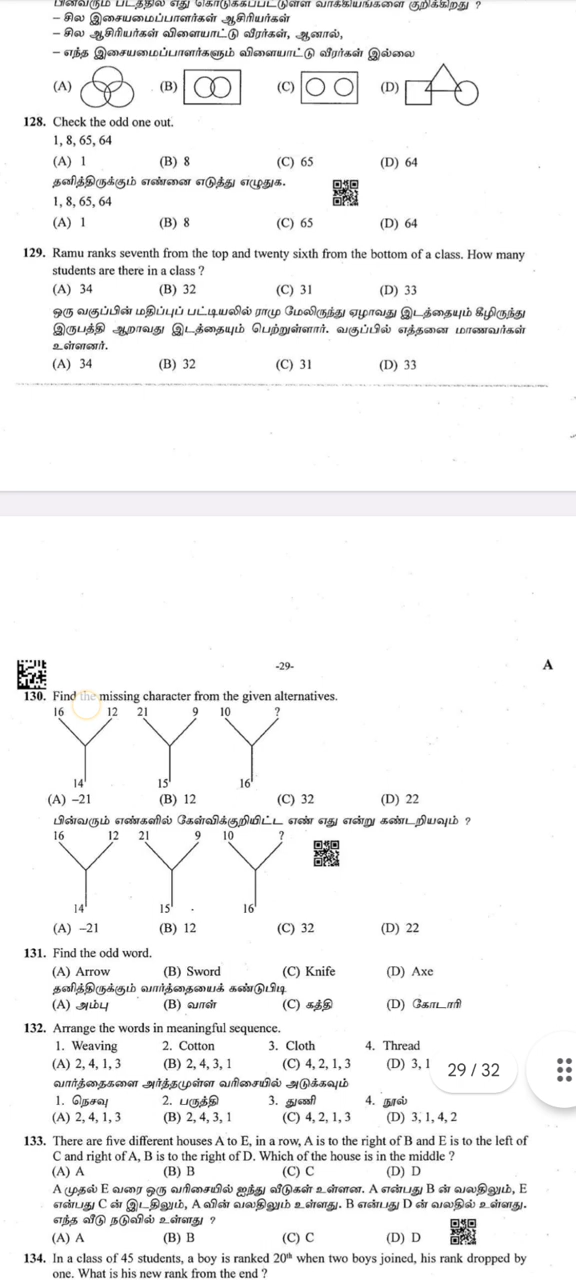 பின்வரும் படத்தில் எது கொடுக்கப்பட்டுள்ள வாக்கியங்களை குறிக்கிறது ?
– சில இசையமைப்பாளர்கள் ஆசிரியர்கள்
– சில ஆசிரியர்கள் விளையாட்டு வீரர்கள், ஆனால்,
– எந்த இசையமைப்பாளர்களும் விளையாட்டு வீரர்கள் இல்லை
(A) (B) (C) (D)
128. Check the odd one out.
1, 8, 65, 64
(A) 1 (B) 8 (C) 65 (D) 64
தனித்திருக்கும் எண்னை எடுத்து எழுதுக.
1, 8, 65, 64
(A) 1 (B) 8 (C) 65 (D) 64
129. Ramu ranks seventh from the top and twenty sixth from the bottom of a class. How many
students are there in a class ?
(A) 34 (B) 32 (C) 31 (D) 33
ஒரு வகுப்பின் மதிப்புப் பட்டியலில் ராமு மேலிருந்து ஏழாவது இடத்தையும் கீழிருந்து
இருபத்தி ஆறாவது இடத்தையும் பெற்றுள்ளார். வகுப்பில் எத்தனை மாணவர்கள்
உள்ளனர்.
(A) 34 (B) 32 (C) 31 (D) 33
-29- A
130. Find the missing character from the given alternatives.
16 12 21 9 10 ?
14 15 16
(A) –21 (B) 12 (C) 32 (D) 22
பின்வரும் எண்களில் கேள்விக்குறியிட்ட எண் எது என்று கண்டறியவும் ?
16 12 21 9 10 ?
14 15 16
(A) –21 (B) 12 (C) 32 (D) 22
131. Find the odd word.
(A) Arrow (B) Sword (C) Knife (D) Axe
தனித்திருக்கும் வார்த்தையைக் கண்டுபிடி
(A) அம்பு (B) வாள் (C) கத்தி (D) கோடாரி
132. Arrange the words in meaningful sequence.
1. Weaving 2. Cotton 3. Cloth 4. Thread
(A) 2, 4, 1, 3 (B) 2, 4, 3, 1 (C) 4, 2, 1, 3 (D) 3, 1
29 / 32
வார்த்தைகளை அர்த்தமுள்ள வரிசையில் அடுக்கவும்
1. நெசவு 2. பருத்தி 3. துணி 4. நூல்
(A) 2, 4, 1, 3 (B) 2, 4, 3, 1 (C) 4, 2, 1, 3 (D) 3, 1, 4, 2
133. There are five different houses A to E, in a row, A is to the right of B and E is to the left of
C and right of A, B is to the right of D. Which of the house is in the middle ?
(A) A (B) B (C) C (D) D
A முதல் E வரை ஒரு வரிசையில் ஐந்து வீடுகள் உள்ளன. A என்பது B ன் வலதிலும், E
என்பது C ன் இடதிலும், A வின் வலதிலும் உள்ளது. B என்பது D ன் வலதில் உள்ளது.
எந்த வீடு நடுவில் உள்ளது ?
(A) A (B) B (C) C (D) D
134. In a class of 45 students, a boy is ranked 20th when two boys joined, his rank dropped by
one. What is his new rank from the end ?